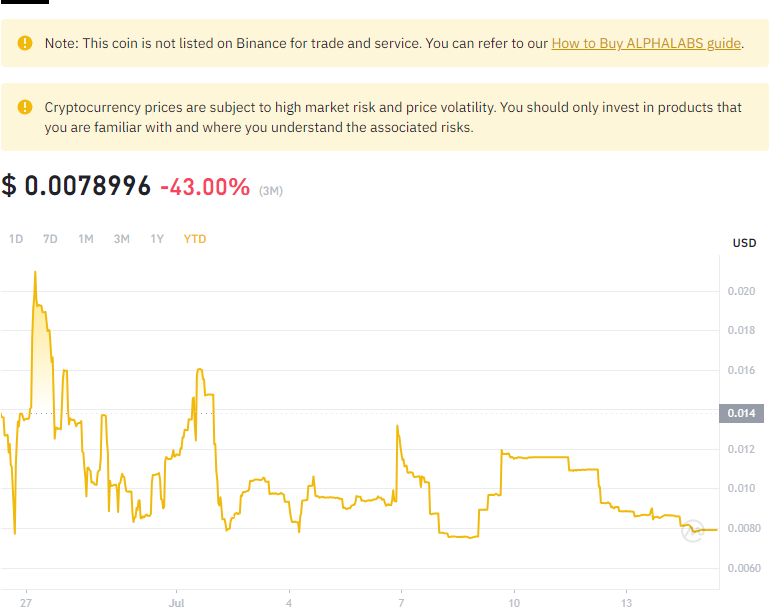 Note: This coin is not listed on Binance for trade and service. You can refer to our How to Buy ALPHALABS guide.
Cryptocurrency prices are subject to high market risk and price volatility. You should only invest in products that
you are familiar with and where you understand the associated risks.
$ 0.0078996 -43.00% (3M)
1D 7D 1M 3M 1Y YTD
USD
0.020
0.018
0.016
0.014
0.012
0.010
0.0080
0.0060
27 Jul 4 7 10 13